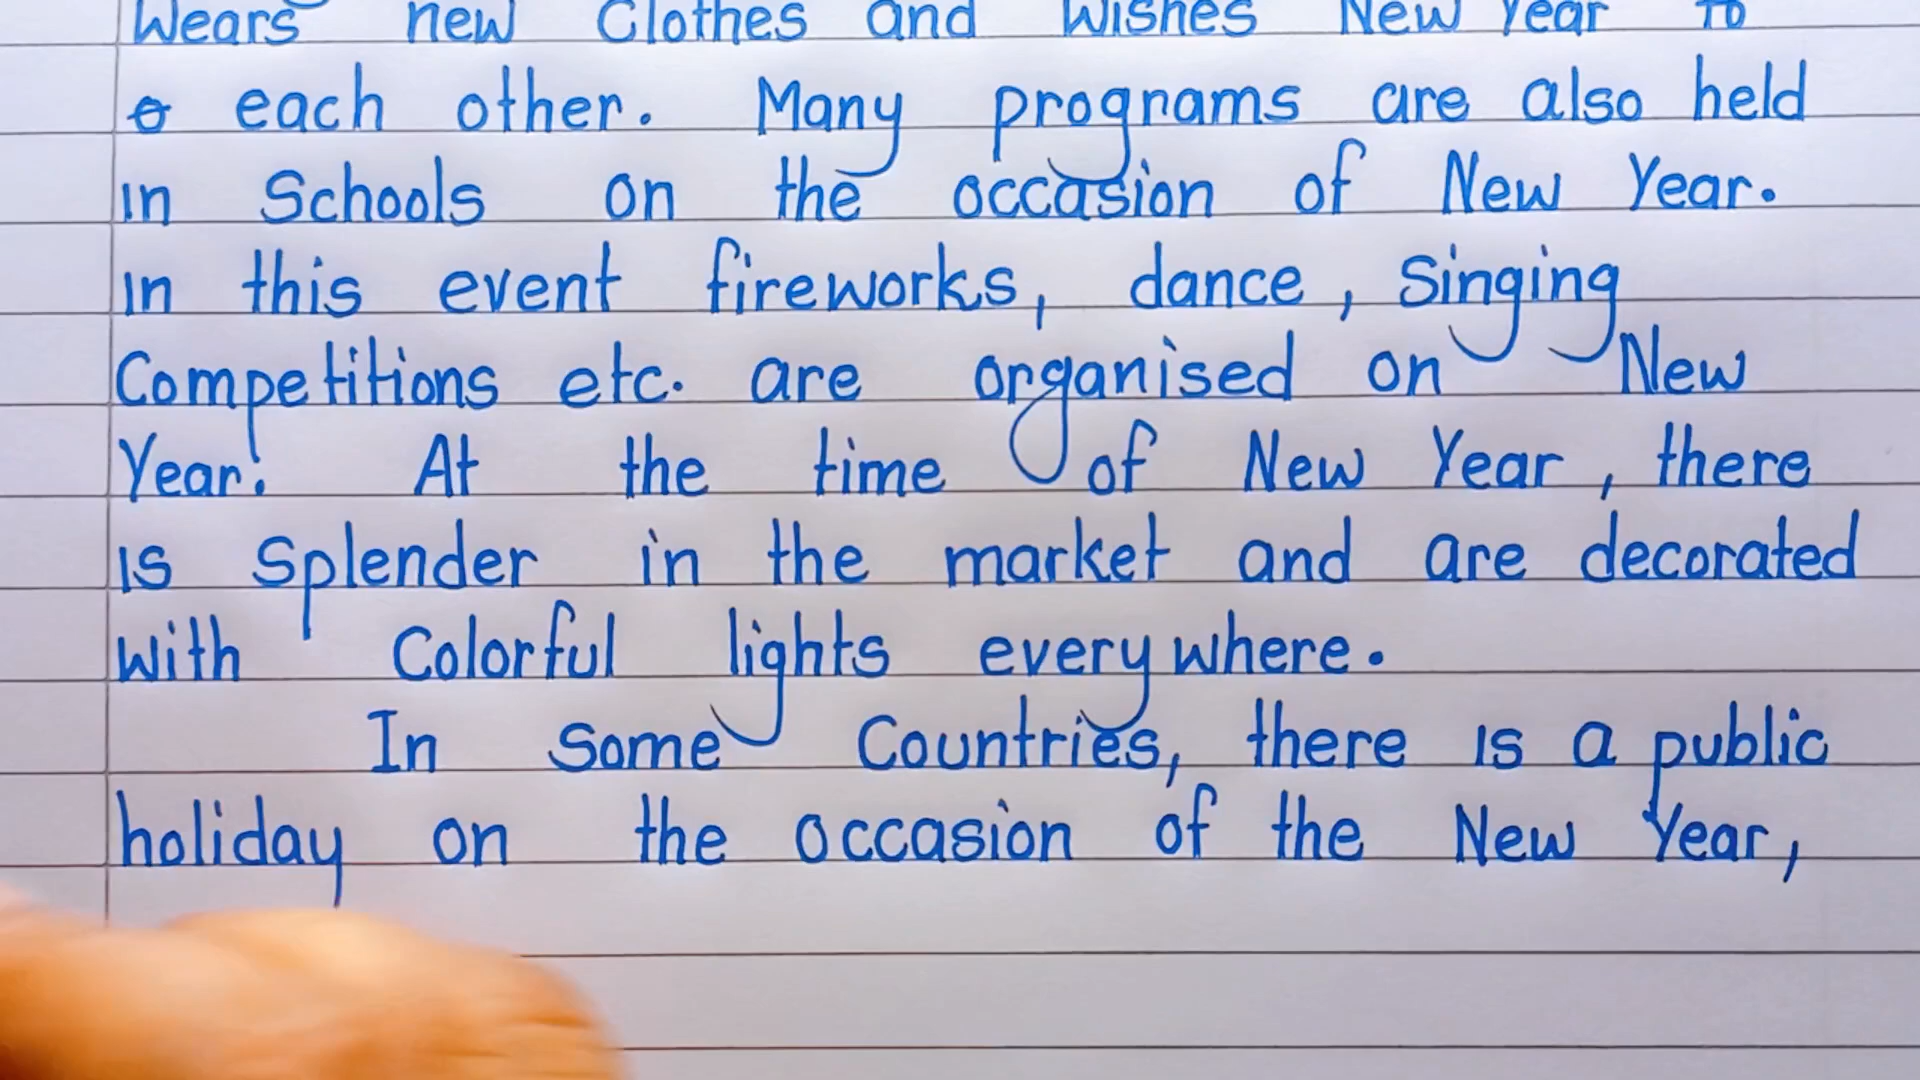 Wears new Clothes and Wishes New Year to
each other. Many programs are also held
in Schools on the occasion of New Year.
in this event fireworks, dance, Singing
Competitions etc. are organised on New
Year. At the time of New Year, there
is Splender in the market and are decorated
with Colorful lights everywhere.
In Some Countries, there is a public
holiday on the occasion of the New Year,